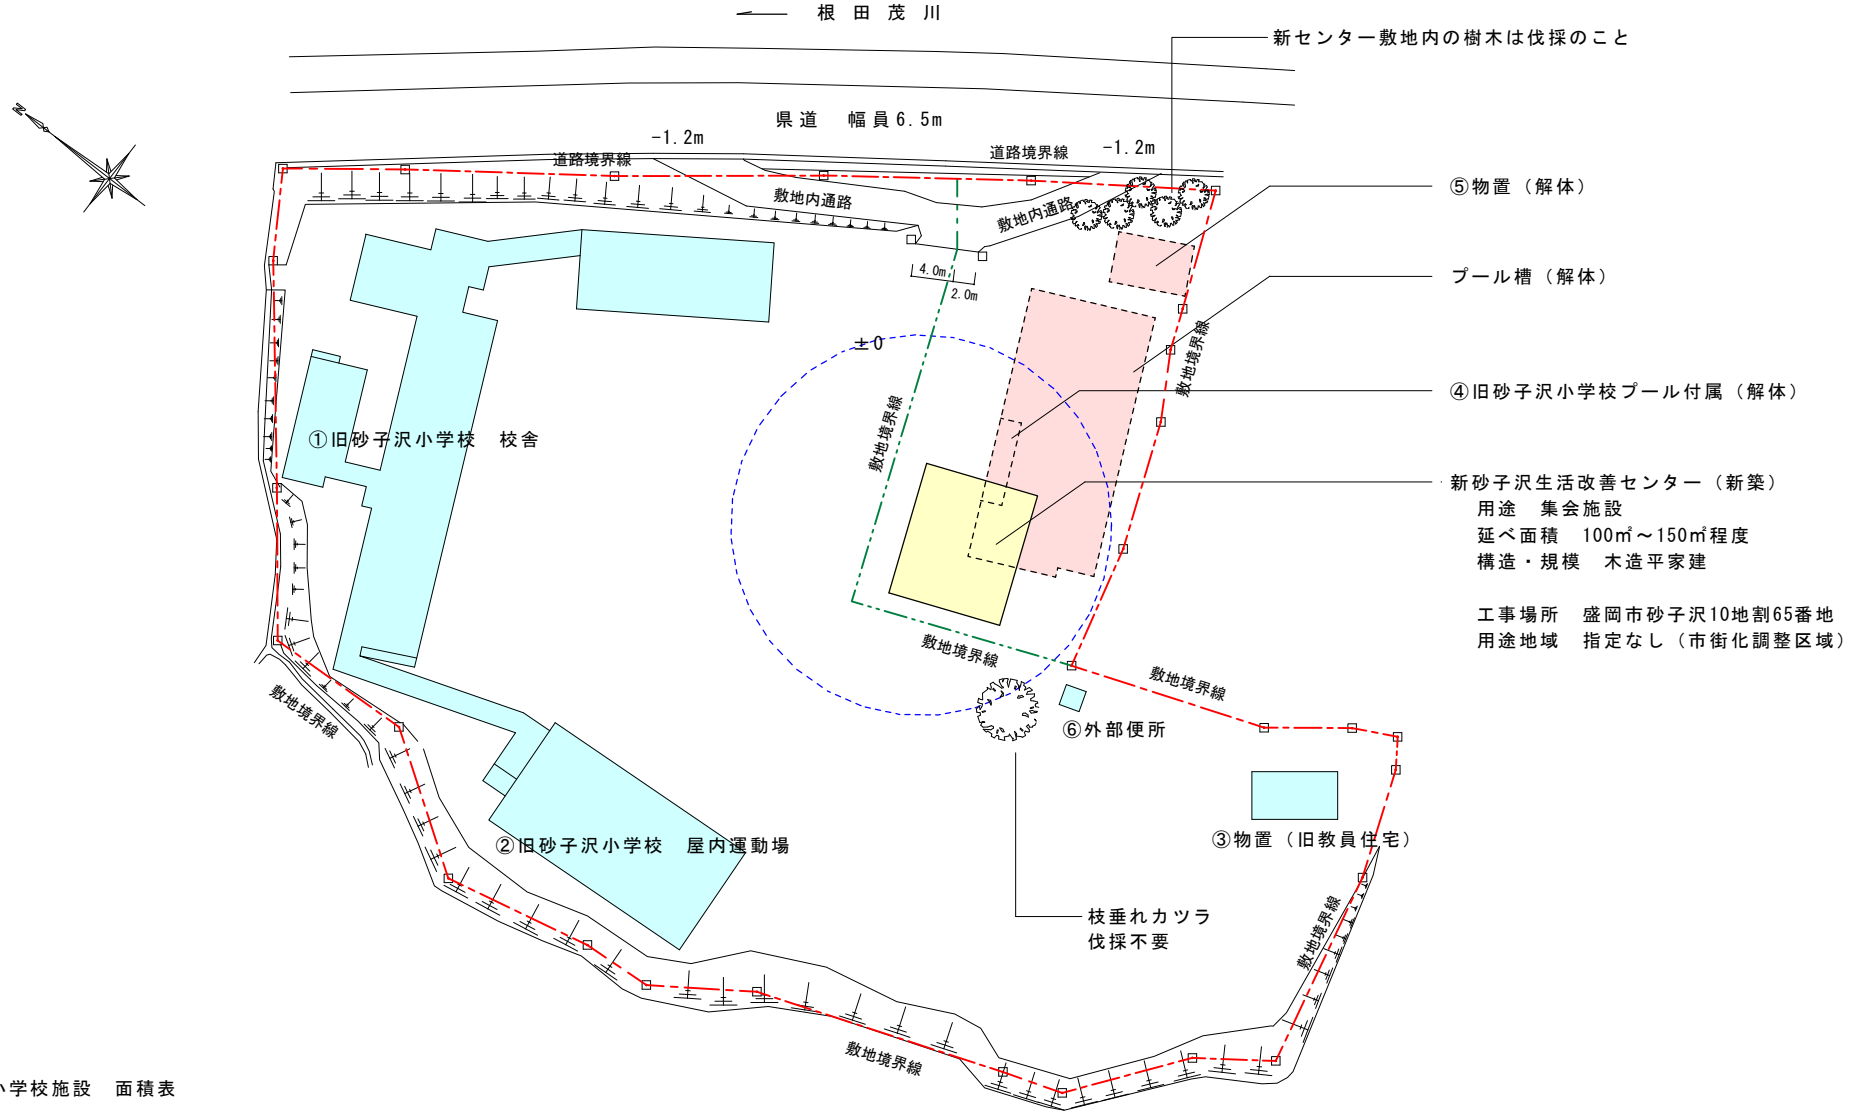 根田茂川
新センター敷地内の樹木は伐採のこと
N
県道　幅員6.5m
-1.2m
-1.2m
道路境界線
道路境界線
⑤物置（解体）
敷地内通路
敷地内通路
プール槽（解体）
4.0m
2.0m
±0
敷地境界線
敷地境界線
④旧砂子沢小学校プール付属（解体）
①旧砂子沢小学校　校舎
新砂子沢生活改善センター（新築）
用途　集会施設
延べ面積　100㎡～150㎡程度
構造・規模　木造平家建
工事場所　盛岡市砂子沢10地割65番地
用途地域　指定なし（市街化調整区域）
敷地境界線
敷地境界線
敷地境界線
⑥外部便所
②旧砂子沢小学校　屋内運動場
③物置（旧教員住宅）
枝垂れカツラ
伐採不要
敷地境界線
敷地境界線
小学校施設　面積表